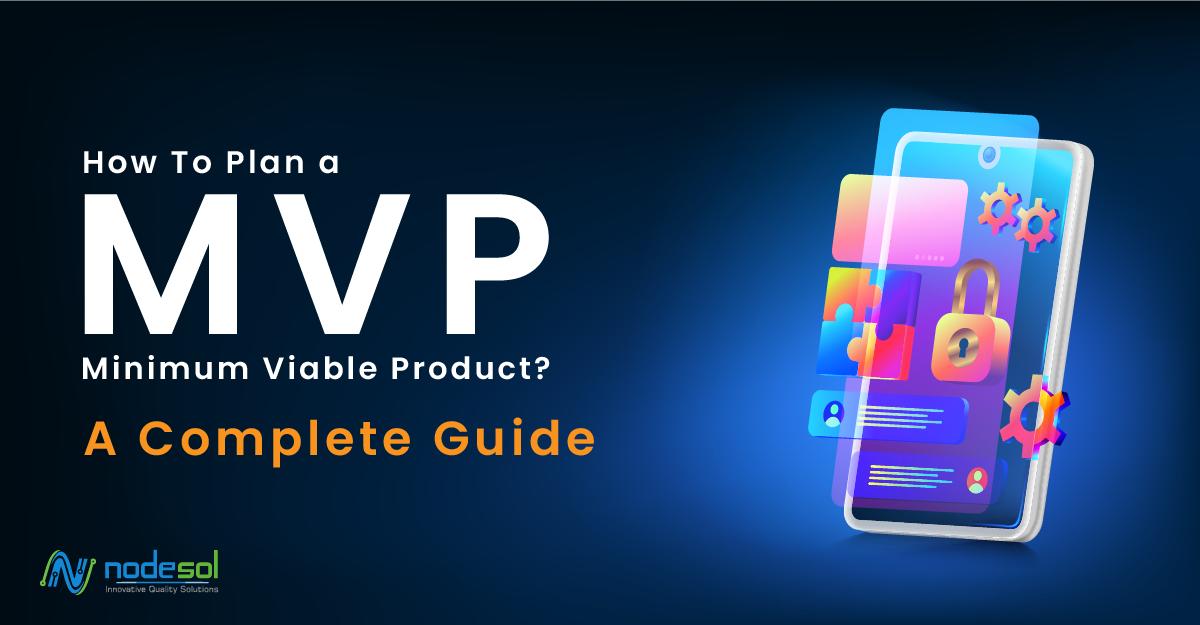 How To Plan a
MVP
Minimum Viable Product?
A Complete Guide
nodesol
Innovative Quality Solutions